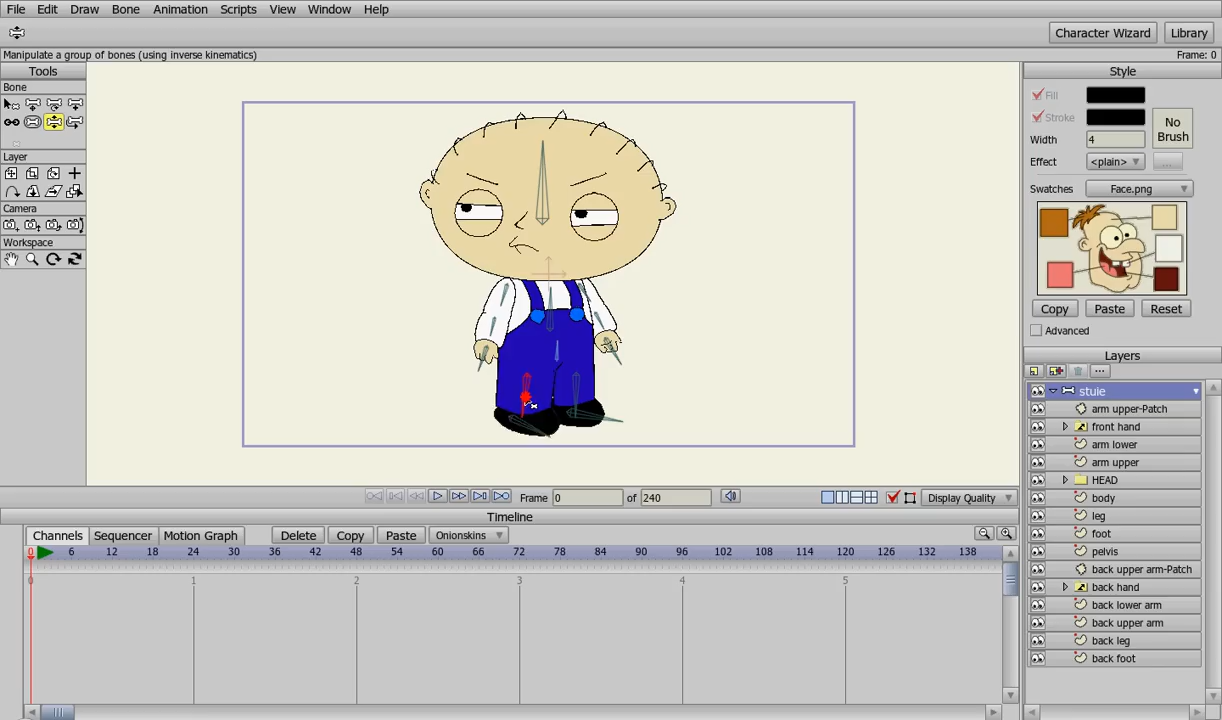 File Edit Draw Bone Animation Scripts View Window Help
Character Wizard Library
Manipulate a group of bones (using inverse kinematics) Frame: 0
Tools
Bone
Layer
Camera
Workspace
Style
Fill
Stroke
No Brush
Width 4
Effect <plain> ...
Swatches Face.png
Copy Paste Reset
Advanced
Layers
...
stuie
arm upper-Patch
front hand
arm lower
arm upper
HEAD
body
leg
foot
pelvis
back upper arm-Patch
back hand
back lower arm
back upper arm
back leg
back foot
Frame 0 of 240 Display Quality
Timeline
Channels Sequencer Motion Graph Delete Copy Paste Onionskins
0 6 12 18 24 30 36 42 48 54 60 66 72 78 84 90 96 102 108 114 120 126 132 138
0 1 2 3 4 5